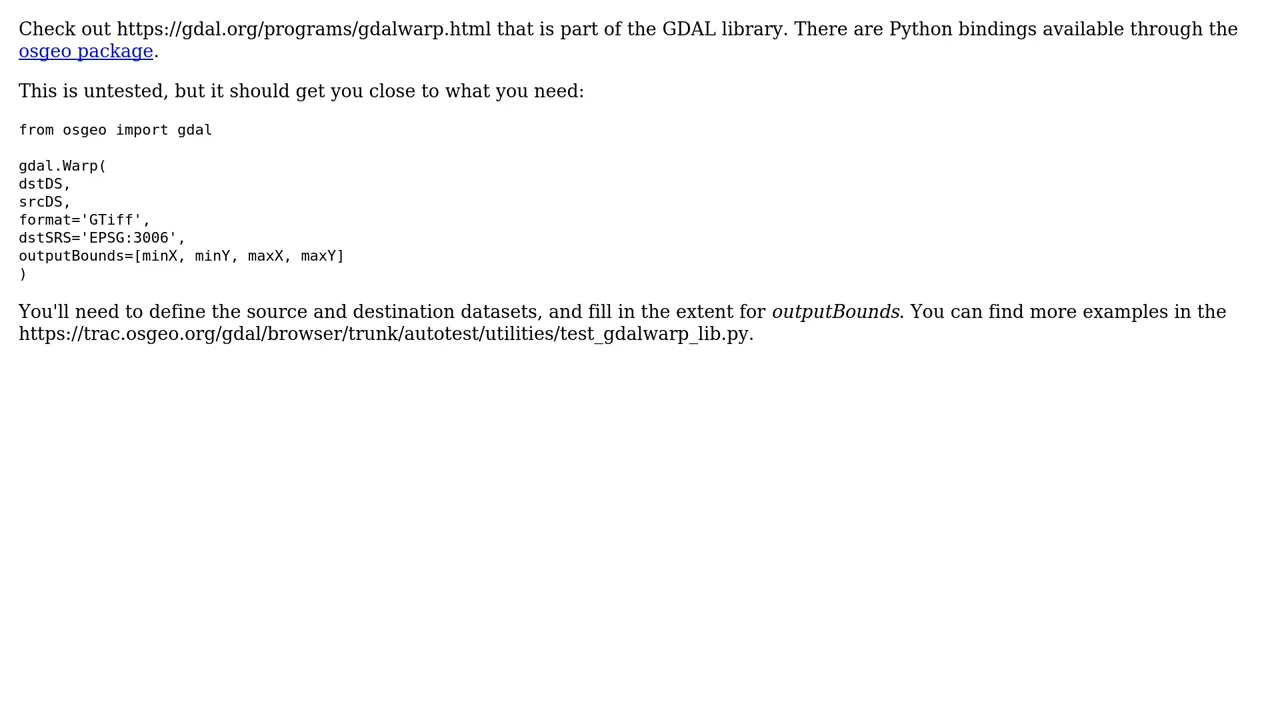 Check out https://gdal.org/programs/gdalwarp.html that is part of the GDAL library. There are Python bindings available through the
osgeo package.
This is untested, but it should get you close to what you need:
from osgeo import gdal
gdal.Warp(
dstDS,
srcDS,
format='GTiff',
dstSRS='EPSG:3006',
outputBounds=[minX, minY, maxX, maxY]
)
You'll need to define the source and destination datasets, and fill in the extent for outputBounds. You can find more examples in the
https://trac.osgeo.org/gdal/browser/trunk/autotest/utilities/test_gdalwarp_lib.py.